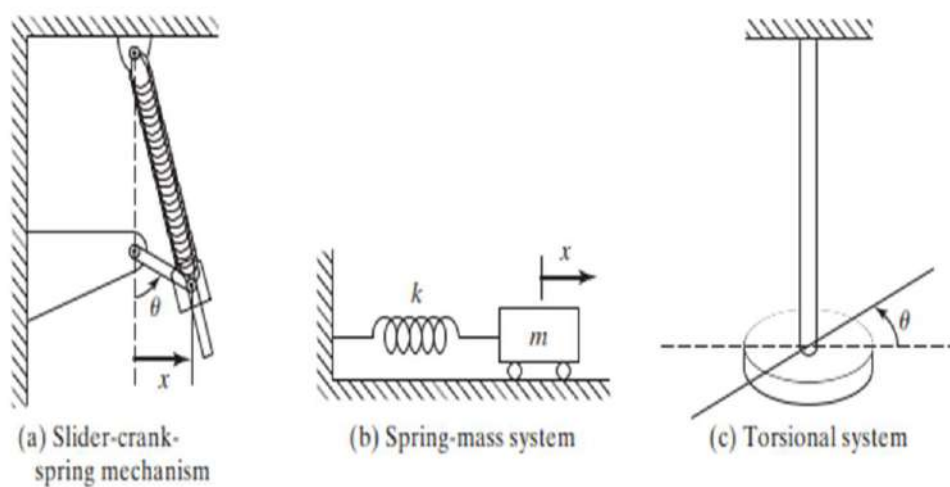 θ
x
(a) Slider-crank-
spring mechanism
k
x
m
(b) Spring-mass system
θ
(c) Torsional system